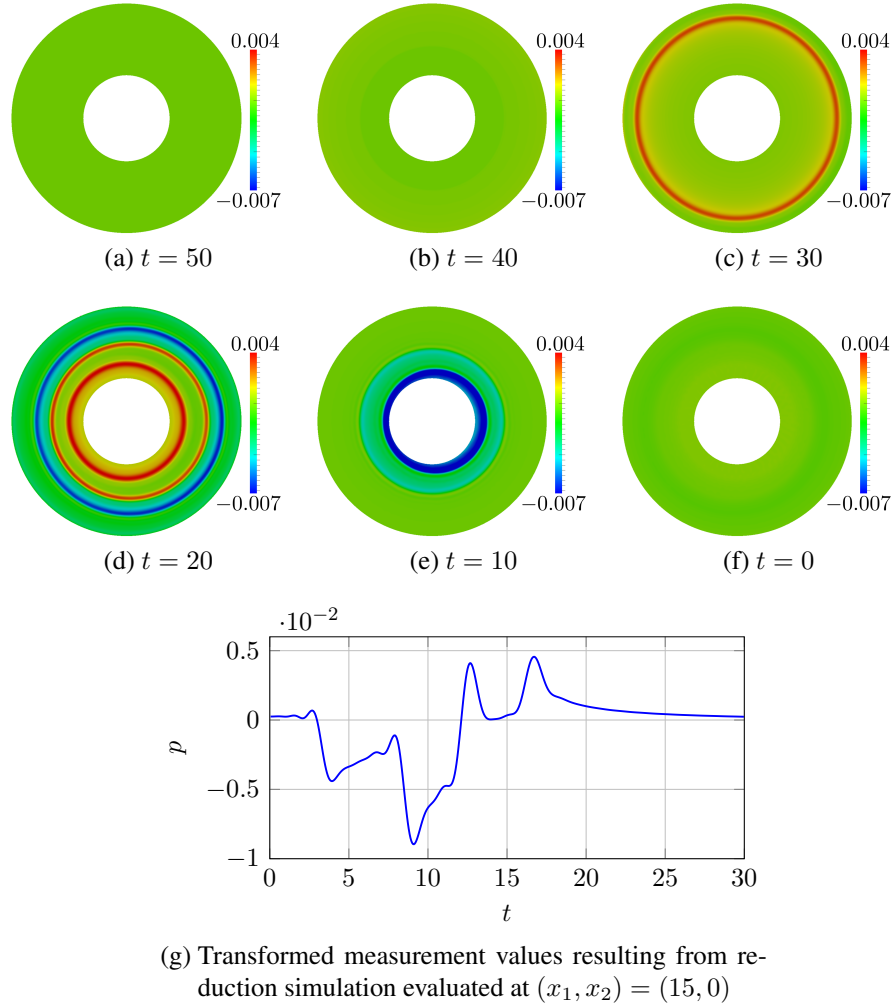 0.004
−0.007
(a) t = 50
0.004
−0.007
(b) t = 40
0.004
−0.007
(c) t = 30
0.004
−0.007
(d) t = 20
0.004
−0.007
(e) t = 10
0.004
−0.007
(f) t = 0
·10⁻²
0.5
0
−0.5
−1
p
0 5 10 15 20 25 30
t
(g) Transformed measurement values resulting from re-
duction simulation evaluated at (x₁, x₂) = (15, 0)